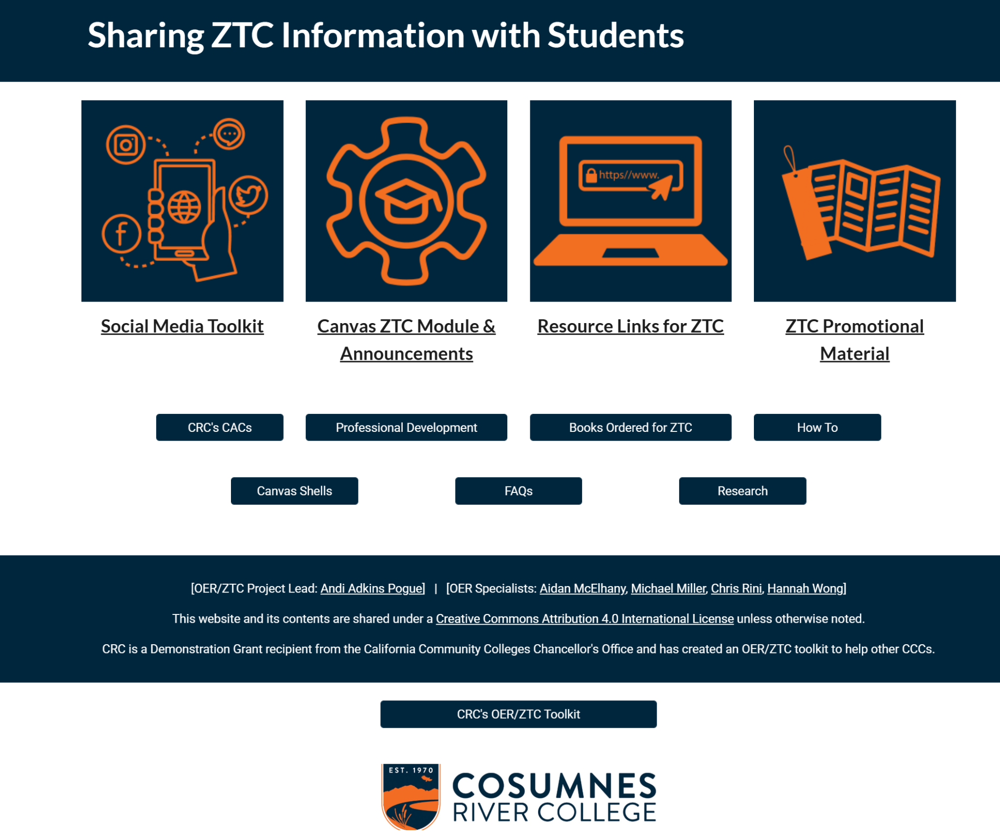 Sharing ZTC Information with Students
f
https//www.
Social Media Toolkit
Canvas ZTC Module &
Announcements
Resource Links for ZTC
ZTC Promotional
Material
CRC's CACs
Professional Development
Books Ordered for ZTC
How To
Canvas Shells
FAQs
Research
[OER/ZTC Project Lead: Andi Adkins Pogue] | [OER Specialists: Aidan McElhany, Michael Miller, Chris Rini, Hannah Wong]
This website and its contents are shared under a Creative Commons Attribution 4.0 International License unless otherwise noted.
CRC is a Demonstration Grant recipient from the California Community Colleges Chancellor's Office and has created an OER/ZTC toolkit to help other CCCs.
CRC's OER/ZTC Toolkit
EST. 1970
COSUMNES
RIVER COLLEGE